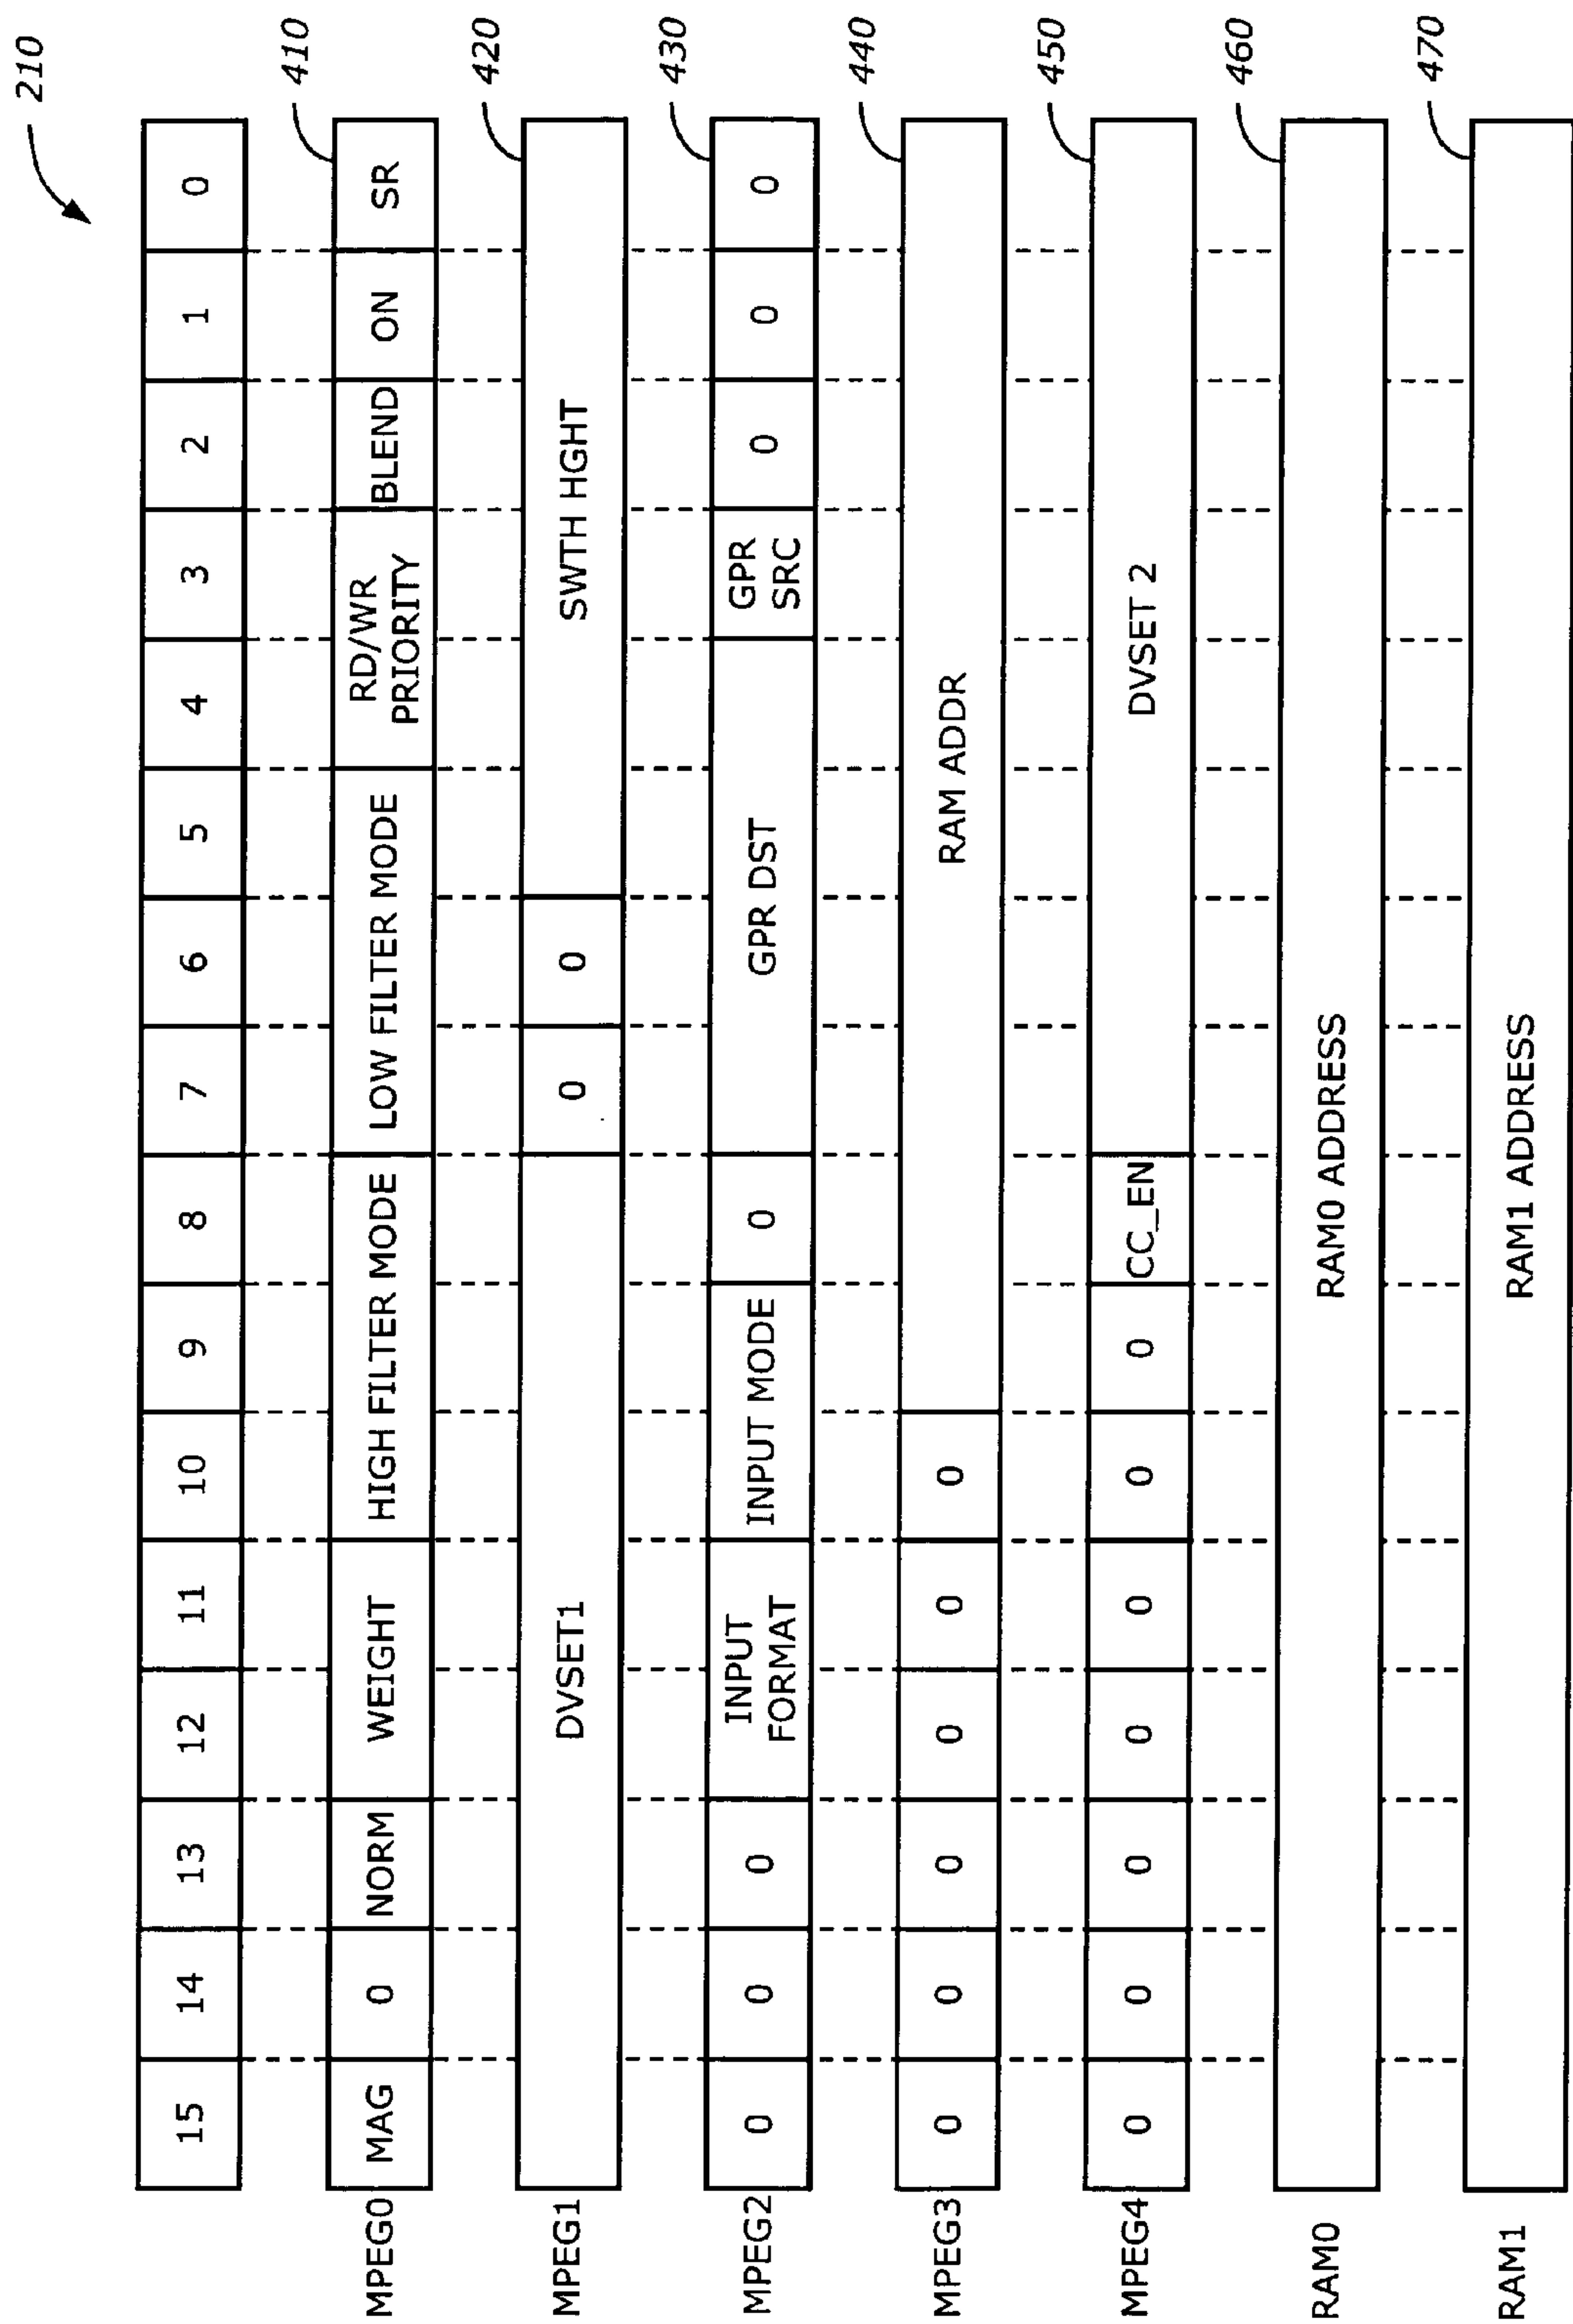 210
15 14 13 12 11 10 9 8 7 6 5 4 3 2 1 0
410
MPEG0 MAG 0 NORM WEIGHT HIGH FILTER MODE LOW FILTER MODE RD/WR PRIORITY BLEND ON SR
420
MPEG1 DVSET1 0 0 SWTH HGHT
430
MPEG2 0 0 0 INPUT FORMAT INPUT MODE 0 GPR DST GPR SRC 0 0 0
440
MPEG3 0 0 0 0 0 0 RAM ADDR
450
MPEG4 0 0 0 0 0 0 0 CC_EN DVSET 2
460
RAM0 RAM0 ADDRESS
470
RAM1 RAM1 ADDRESS